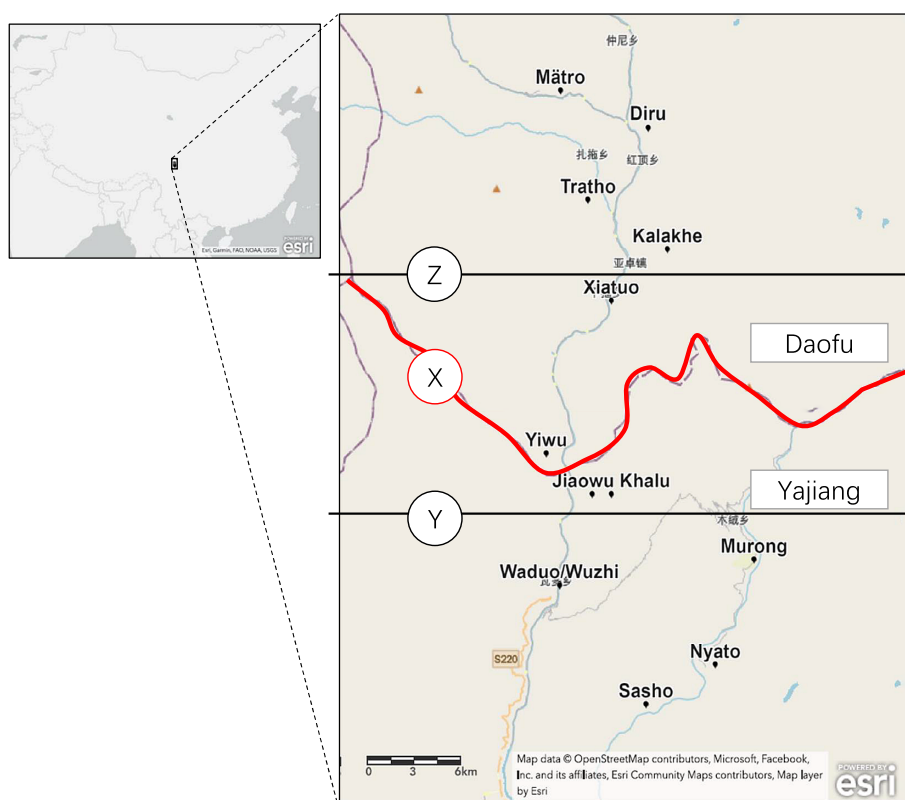 仲尼乡
Mätro
Diru
扎拖乡
红顶乡
Tratho
Kalakhe
亚卓镇
Z
Xiatuo
Daofu
X
Yiwu
Jiaowu Khalu
Yajiang
Y
木绒乡
Murong
Waduo/Wuzhi
Nyato
S220
Sasho
0 3 6km
Map data © OpenStreetMap contributors, Microsoft, Facebook,
Inc. and its affiliates, Esri Community Maps contributors, Map layer
by Esri
POWERED BY
esri
Esri, Garmin, FAO, NOAA, USGS
POWERED BY
esri